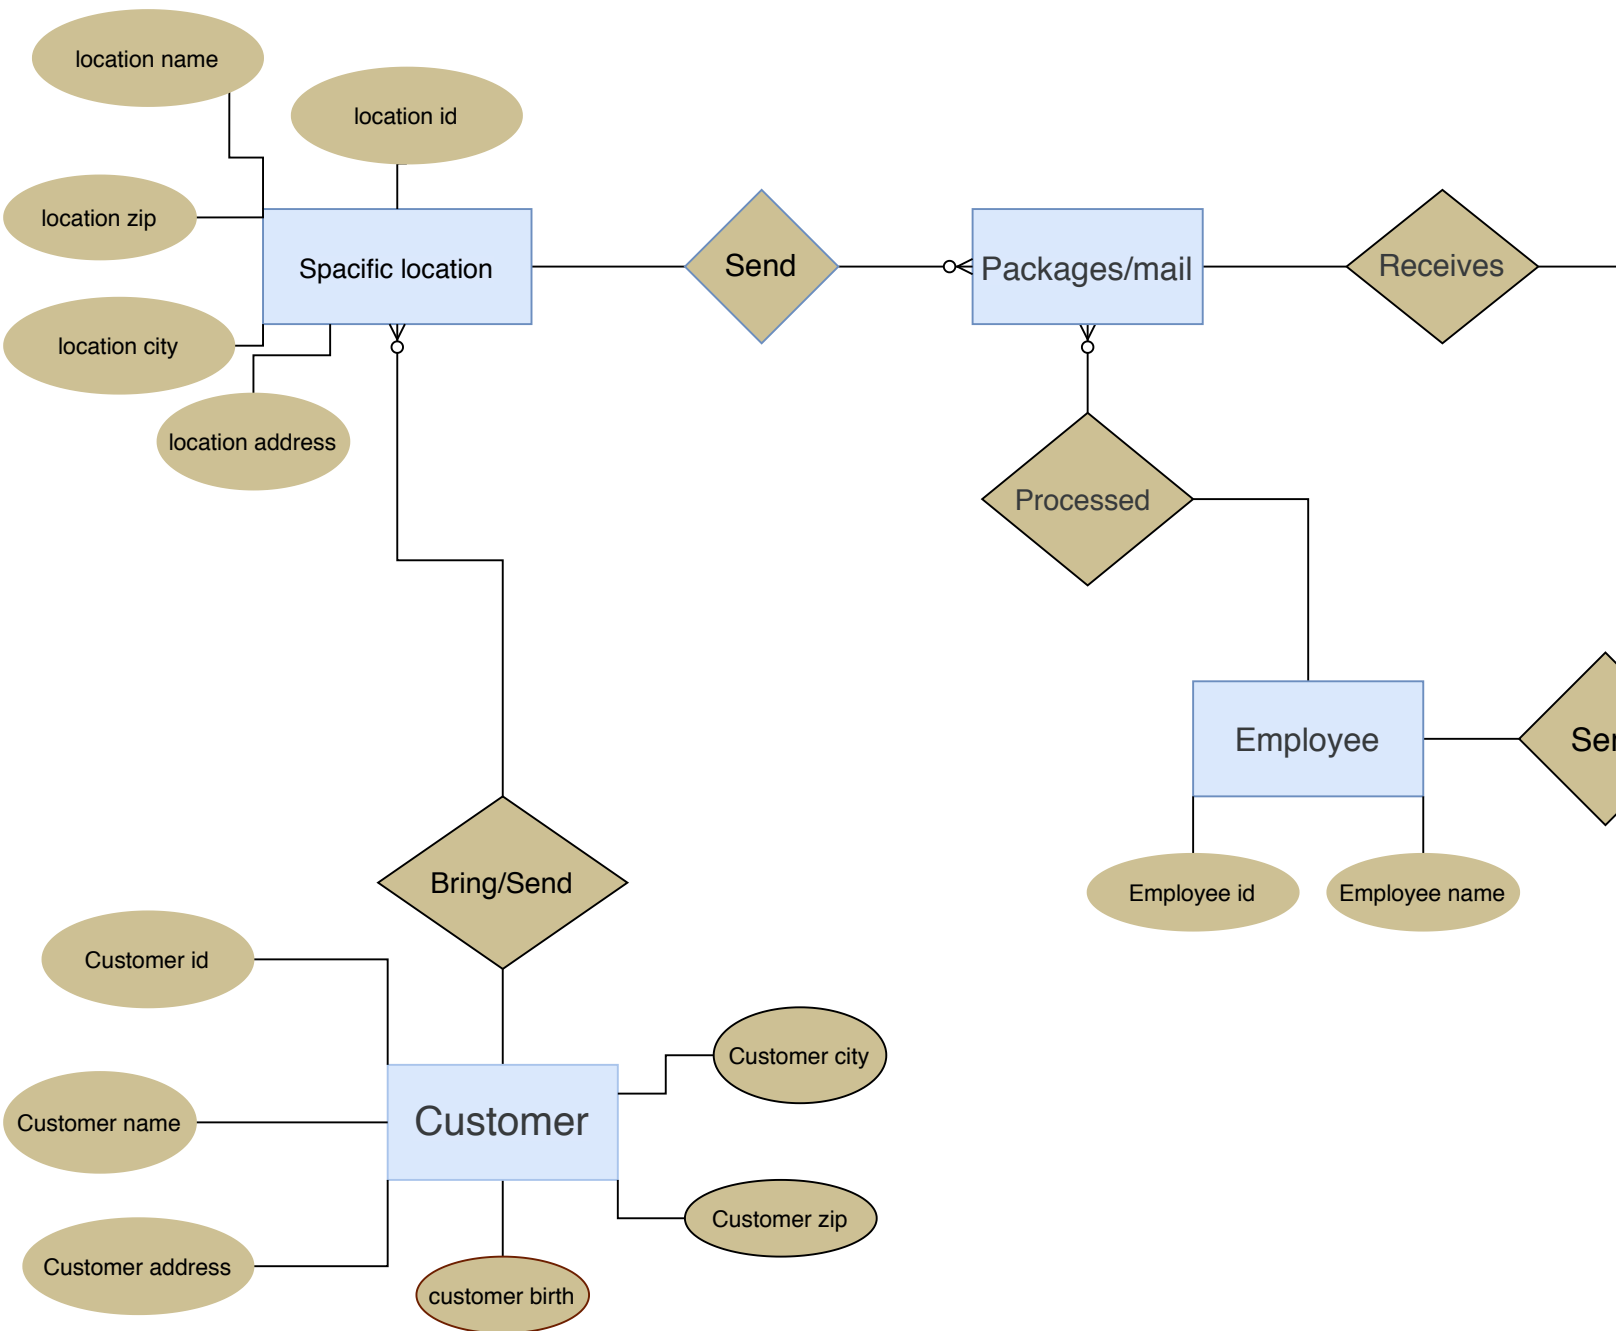 location name
location id
location zip
Spacific location
Send
Packages/mail
Receives
location city
location address
Processed
Employee
Employee id
Employee name
Bring/Send
Customer id
Customer city
Customer
Customer name
Customer zip
Customer address
customer birth